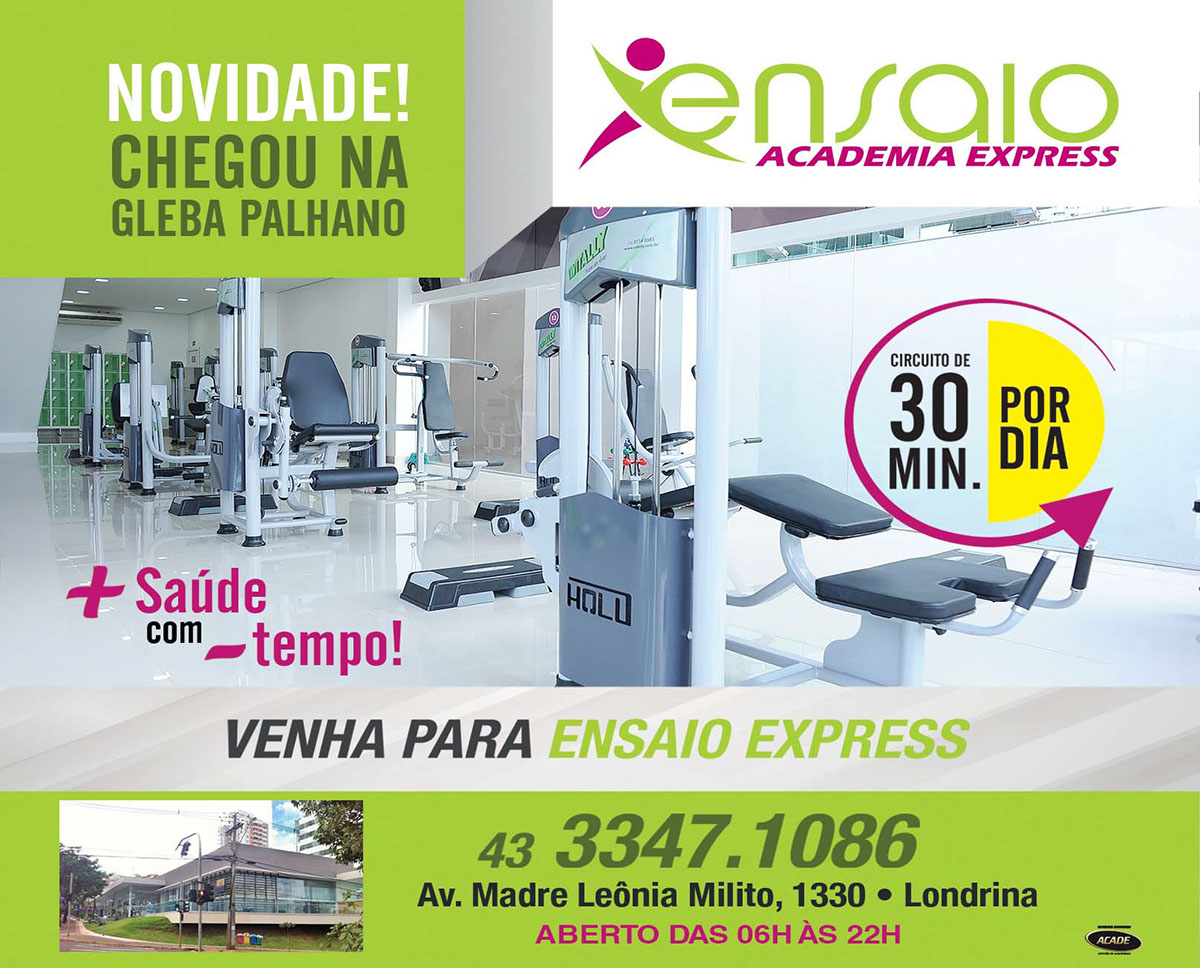 NOVIDADE!
CHEGOU NA
GLEBA PALHANO
ensaio
ACADEMIA EXPRESS
VITALLY
12
HOLU
CIRCUITO DE
30
MIN.
POR
DIA
+ Saúde
com
- tempo!
VENHA PARA ENSAIO EXPRESS
43 3347.1086
Av. Madre Leônia Milito, 1330 • Londrina
ABERTO DAS 06H ÀS 22H
ACADE